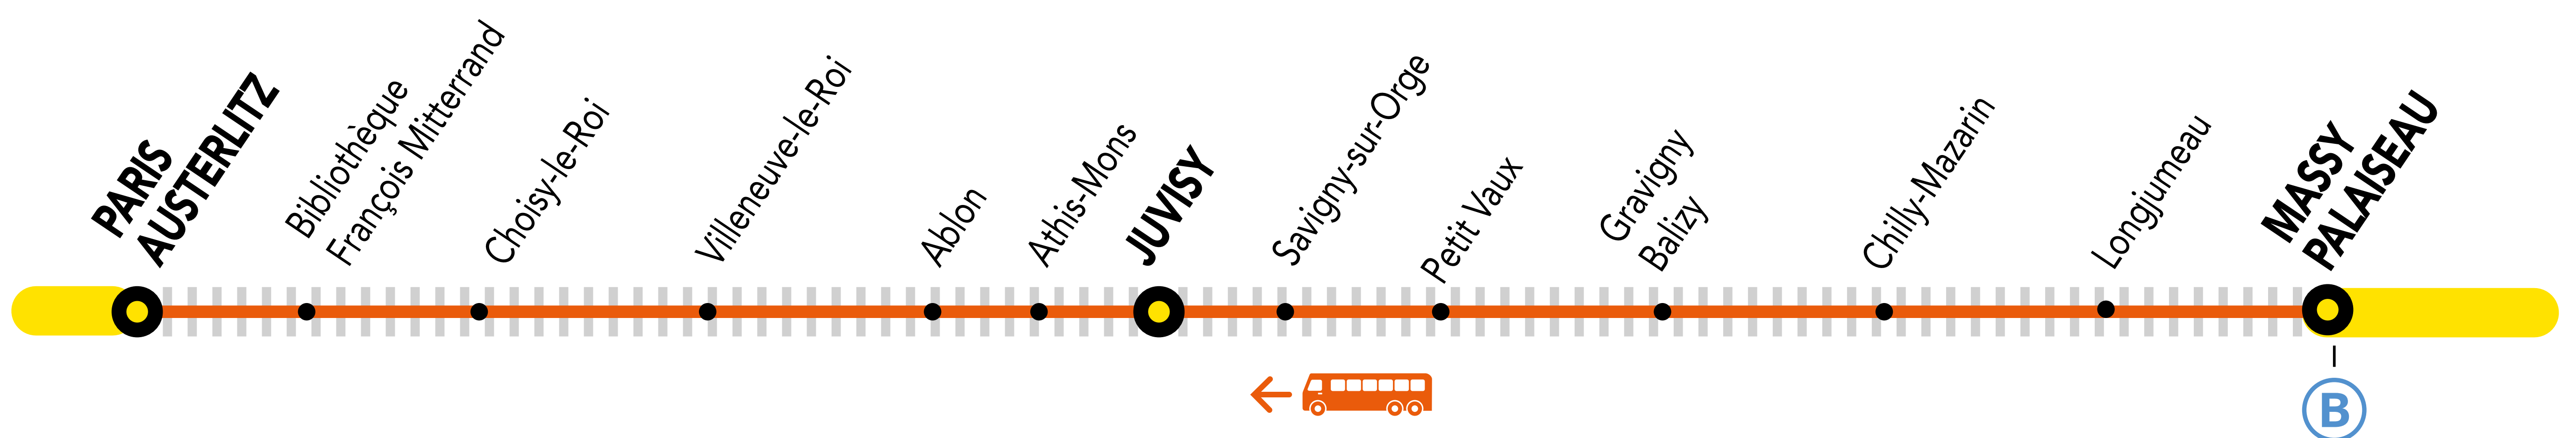 PARIS
AUSTERLITZ
Bibliothèque
François Mitterrand
Choisy-le-Roi
Villeneuve-le-Roi
Ablon
Athis-Mons
JUVISY
Savigny-sur-Orge
Petit Vaux
Gravigny
Balizy
Chilly-Mazarin
Longjumeau
MASSY
PALAISEAU
B